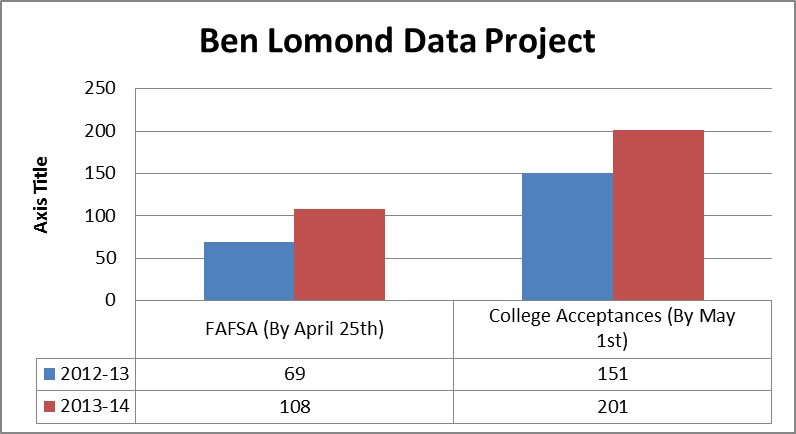 Ben Lomond Data Project
250
200
150
100
50
0
Axis Title
FAFSA (By April 25th)
College Acceptances (By May
1st)
2012-13 69 151
2013-14 108 201